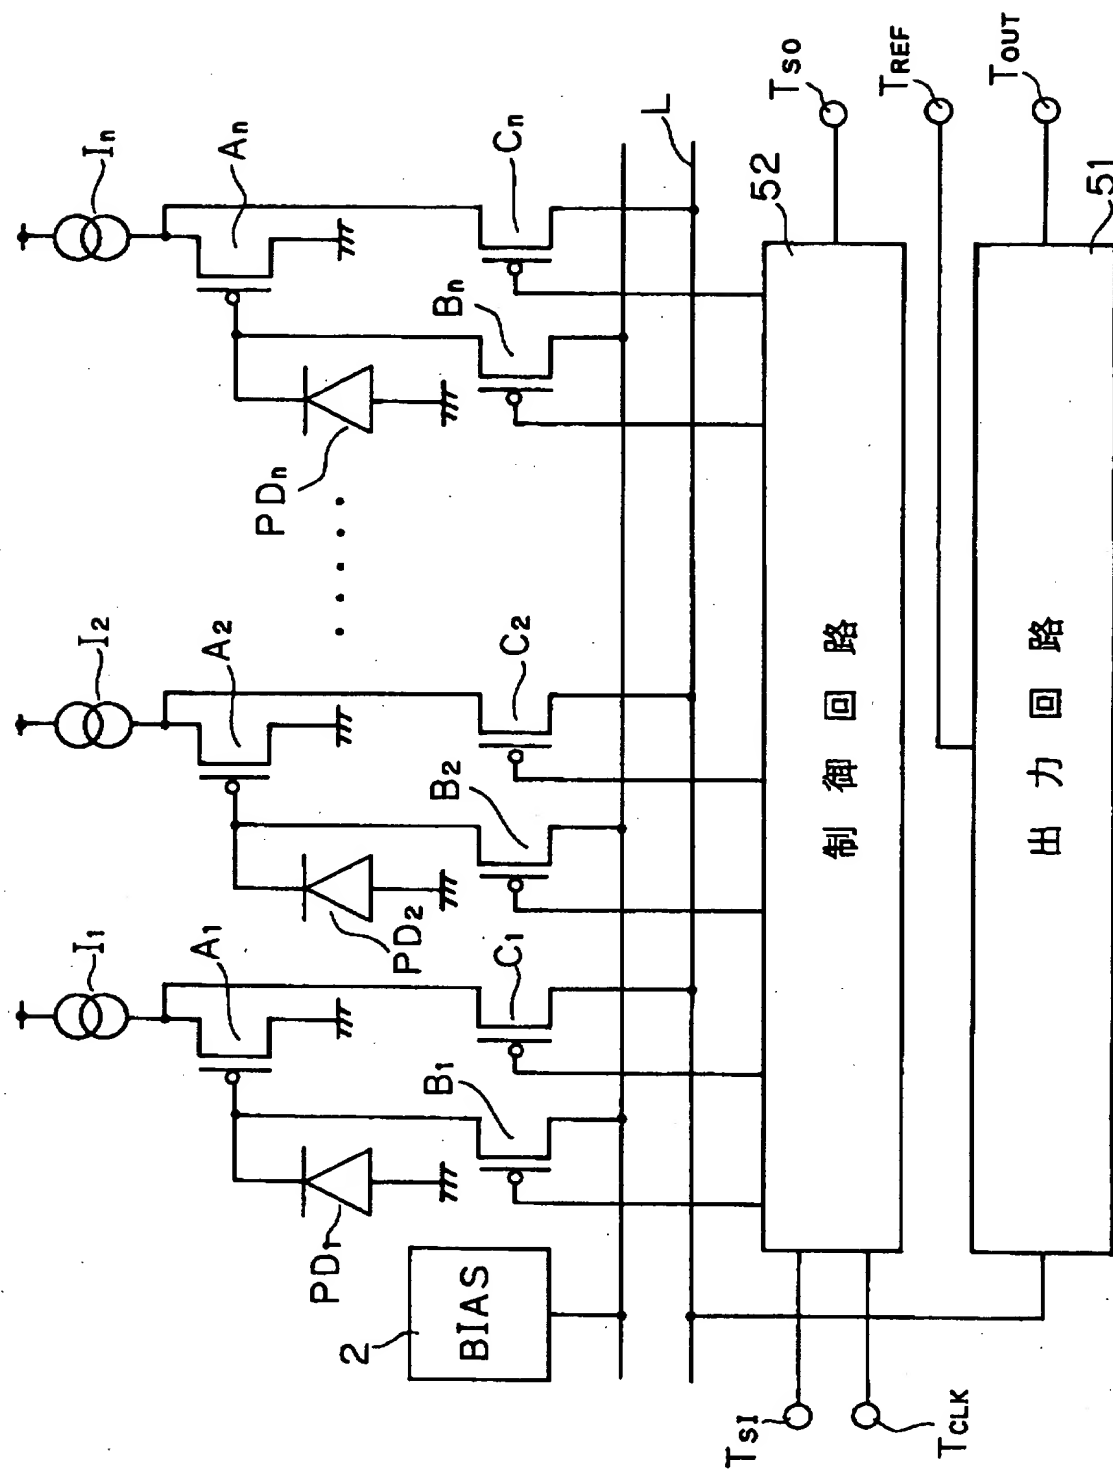 I1
I2
In
A1
A2
An
PD1
PD2
PDn
B1
C1
B2
C2
Bn
Cn
2
BIAS
L
TSI
TCLK
52
制御回路
TSO
TREF
51
出力回路
TOUT